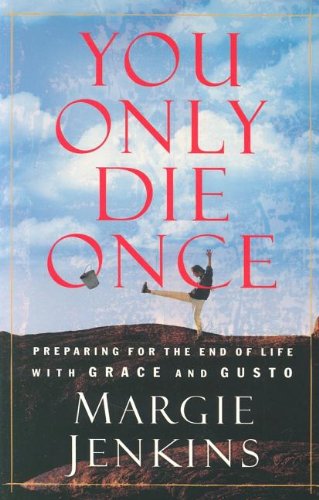 YOU
ONLY
DIE
ONCE
PREPARING FOR THE END OF LIFE
WITH GRACE AND GUSTO
MARGIE
JENKINS